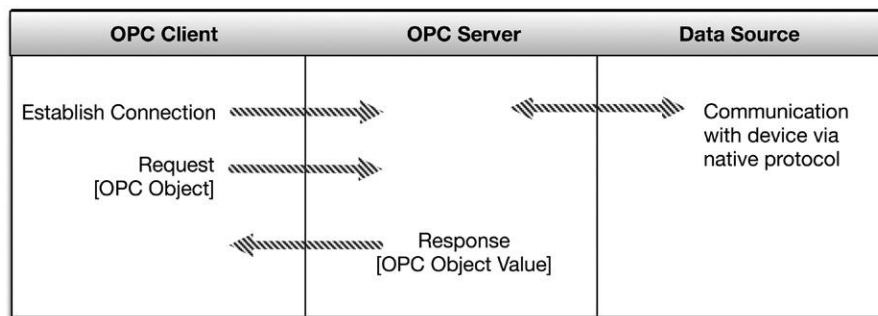 OPC Client
OPC Server
Data Source
Establish Connection
Communication
with device via
native protocol
Request
[OPC Object]
Response
[OPC Object Value]